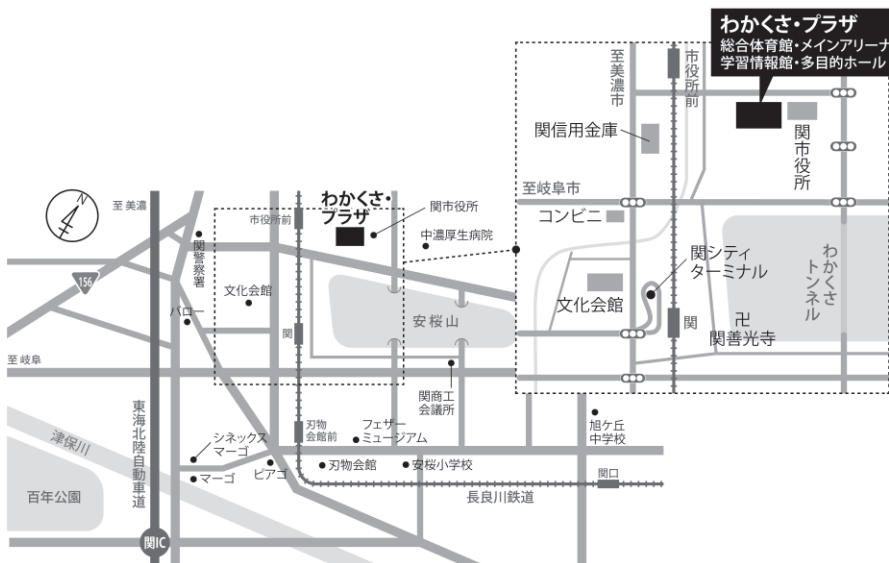 わかくさ・プラザ
総合体育館・メインアリーナ
学習情報館・多目的ホール
至美濃市
市役所前
関信用金庫
関市役所
至岐阜市
コンビニ
関シティ
ターミナル
文化会館
関
卍
関善光寺
わかくさ
トンネル
N
至 美濃
市役所前
わかくさ・
プラザ
関市役所
中濃厚生病院
関警察署
156
文化会館
バロー
関
安桜山
至 岐阜
関商工
会議所
東海北陸自動車道
津保川
刃物
会館前
フェザー
ミュージアム
旭ケ丘
中学校
シネックス
マーゴ
マーゴ
ピアゴ
刃物会館
安桜小学校
関口
長良川鉄道
百年公園
関IC